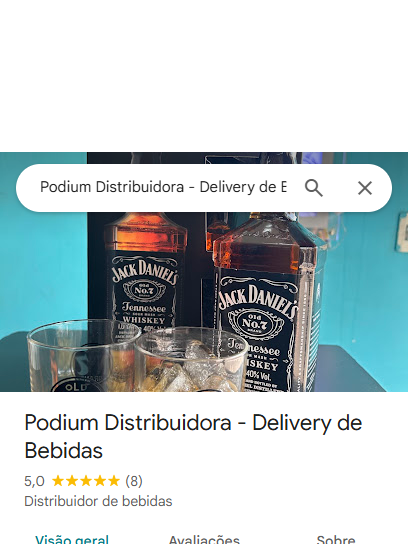 Podium Distribuidora - Delivery de E
JACK DANIEL'S
Old
No.7
Tennessee
WHISKEY
JACK DANIEL'S
Old
No.7
Tennessee
WHISKEY
40% Vol.
OLD
Podium Distribuidora - Delivery de
Bebidas
5,0 (8)
Distribuidor de bebidas
Visão geral Avaliações Sobre